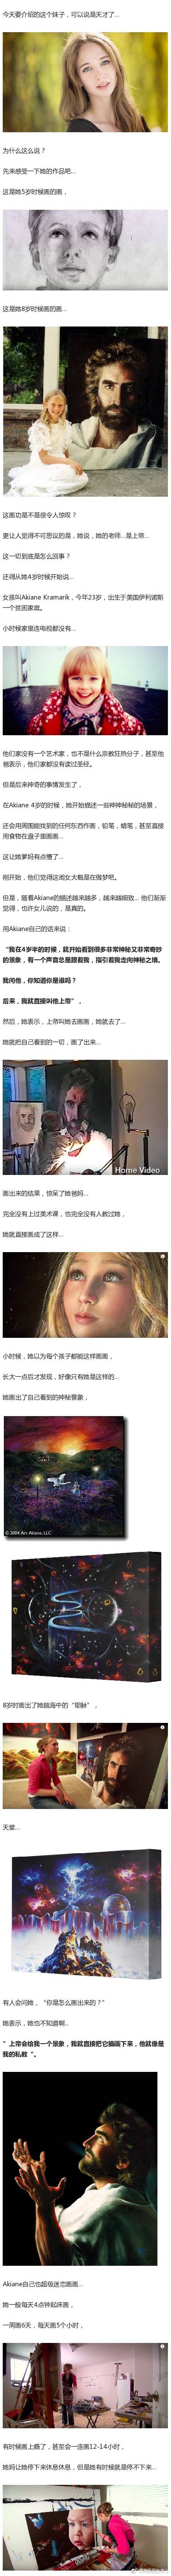 今天要介绍的这个妹子，可以说是天才了...
为什么这么说？
先来感受一下她的作品吧...
这是她5岁时候画的画，
这是她8岁时候画的画...
这画功是不是很令人惊叹？
更让人觉得不可思议的是，她说，她的老师...是上帝...
这一切到底是怎么回事？
还得从她4岁时候开始说...
女孩叫Akiane Kramarik，今年23岁，出生于美国伊利诺斯
一个贫困家庭。
小时候家里连电视都没有...
他们家没有一个艺术家，也不是什么宗教狂热分子，甚至他
爸表示，他们家都没有读过圣经。
但是后来神奇的事情发生了，
在Akiane 4岁的时候，她开始描述一些神神秘秘的场景，
还会用周围能找到的任何东西作画，铅笔，蜡笔，甚至直接
用食物在盘子里画画...
这让她爹妈有点懵了...
刚开始，他们觉得这闺女大概是在做梦吧。
但是，随着Akiane的描述越来越多，越来越细致... 他们渐渐
觉得，也许女儿说的，是真的。
用Akiane自己的话来说：
“我在4岁半的时候，就开始看到很多非常神秘又非常奇妙
的景象，有一个声音总是跟着我，指引着我走向神秘之境。
我问他，你知道你是谁吗？
后来，我就直接叫他上帝”，
然后，她表示，上帝叫她去画画，她就去了...
她就把自己看到的一切，画了出来...
Home Video
画出来的结果，惊呆了她爸妈...
完全没有上过美术课，也完全没有人教过她，
她就直接画成了这样...
小时候，她以为每个孩子都能这样画画，
长大一点后才发现，好像只有她是这样的...
她画出了自己看到的神秘景象，
© 2004 Art Akiane, LLC
8岁时画出了她脑海中的“耶稣”，
天堂...
有人会问她，“你是怎么画出来的？”
她表示，她也不知道啊...
”上帝会给我一个景象，我就直接把它描画下来，他就像是
我的私教“。
Akiane自己也超级迷恋画画...
她一般每天4点钟起床画，
一周画6天，每天画5个小时，
有时候画上瘾了，甚至会一连画12-14小时，
她妈让她停下来休息休息，但是她有时候就是停不下来...